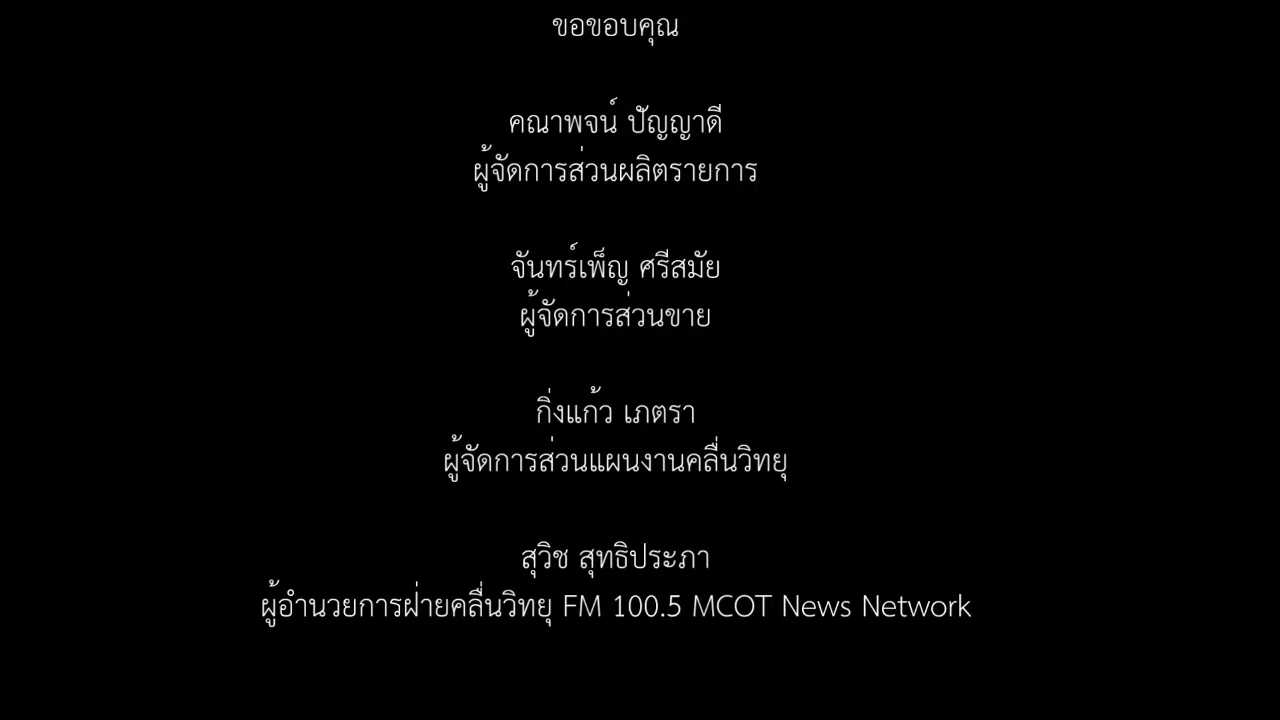 ขอขอบคุณ
คณาพจน์ ปัญญาดี
ผู้จัดการส่วนผลิตรายการ
จันทร์เพ็ญ ศรีสมัย
ผู้จัดการส่วนขาย
กิ่งแก้ว เภตรา
ผู้จัดการส่วนแผนงานคลื่นวิทยุ
สุวิช สุทธิประภา
ผู้อำนวยการฝ่ายคลื่นวิทยุ FM 100.5 MCOT News Network